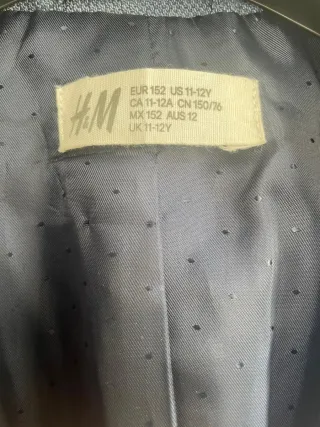 H&M
EUR 152 US 11-12Y
CA 11-12A CN 150/76
MX 152 AUS 12
UK 11-12Y